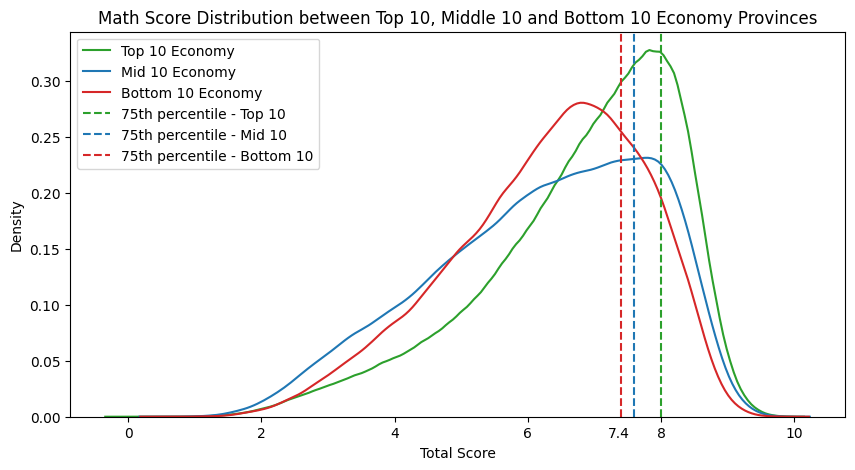 Math Score Distribution between Top 10, Middle 10 and Bottom 10 Economy Provinces
Top 10 Economy
Mid 10 Economy
Bottom 10 Economy
75th percentile - Top 10
75th percentile - Mid 10
75th percentile - Bottom 10
Density
0.30
0.25
0.20
0.15
0.10
0.05
0.00
0 2 4 6 7.4 8 10
Total Score